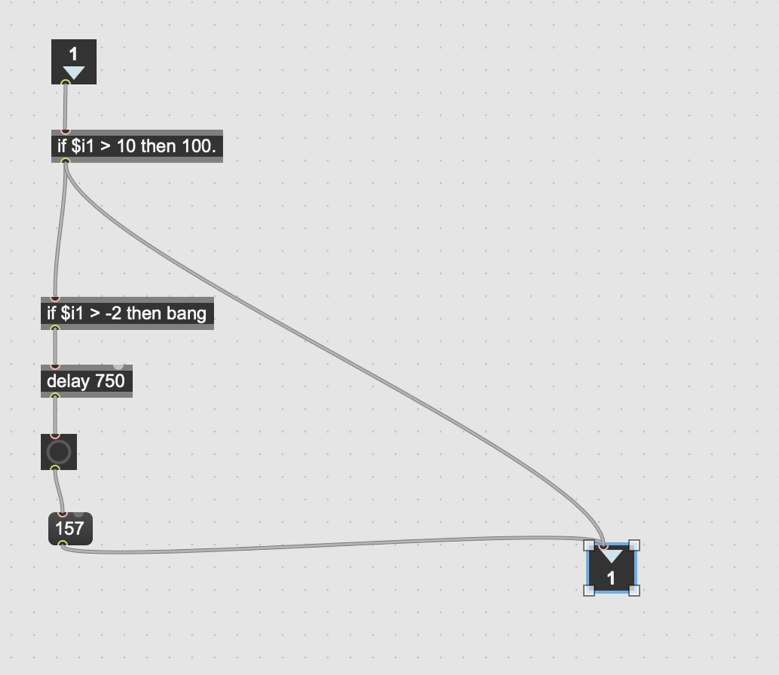 1
if $i1 > 10 then 100.
if $i1 > -2 then bang
delay 750
157
1